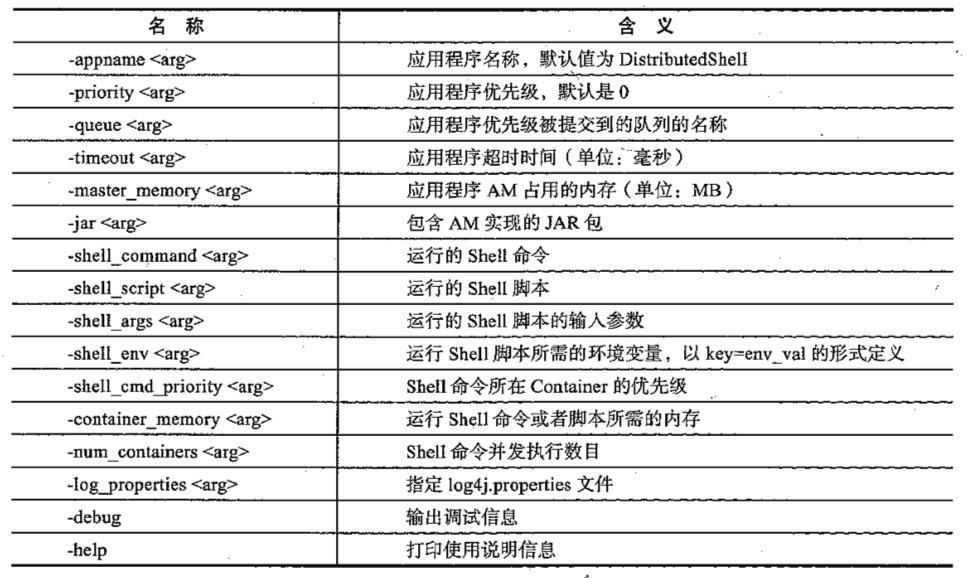 名 称 含 义
-appname <arg> 应用程序名称，默认值为 DistributedShell
-priority <arg> 应用程序优先级，默认是 0
-queue <arg> 应用程序优先级被提交到的队列的名称
-timeout <arg> 应用程序超时时间（单位：毫秒）
-master_memory <arg> 应用程序 AM 占用的内存（单位：MB）
-jar <arg> 包含 AM 实现的 JAR 包
-shell_command <arg> 运行的 Shell 命令
-shell_script <arg> 运行的 Shell 脚本
-shell_args <arg> 运行的 Shell 脚本的输入参数
-shell_env <arg> 运行 Shell 脚本所需的环境变量，以 key=env_val 的形式定义
-shell_cmd_priority <arg> Shell 命令所在 Container 的优先级
-container_memory <arg> 运行 Shell 命令或者脚本所需的内存
-num_containers <arg> Shell 命令并发执行数目
-log_properties <arg> 指定 log4j.properties 文件
-debug 输出调试信息
-help 打印使用说明信息